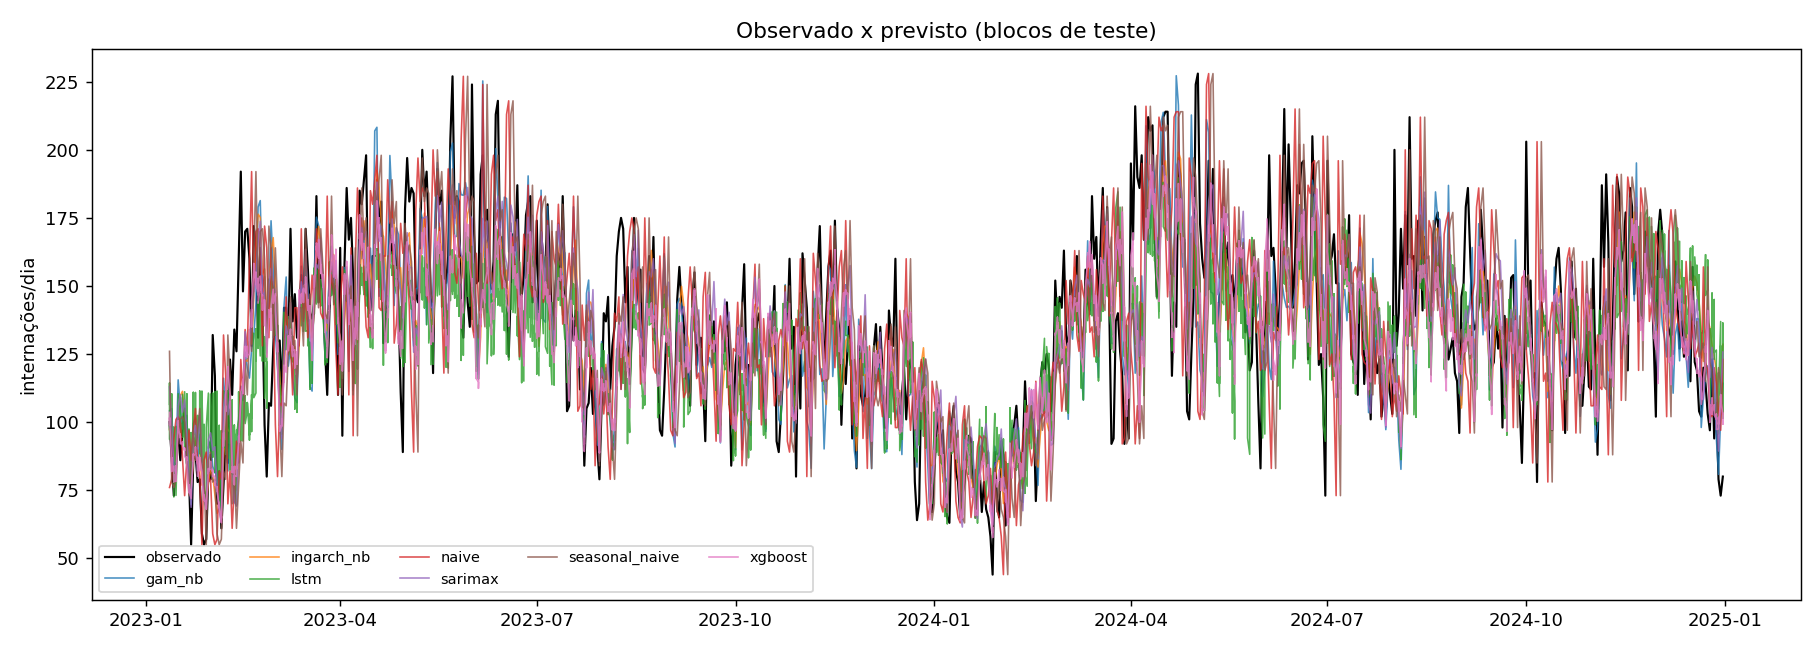 Observado x previsto (blocos de teste)
internações/dia
225
200
175
150
125
100
75
50
observado
gam_nb
ingarch_nb
lstm
naive
sarimax
seasonal_naive
xgboost
2023-01 2023-04 2023-07 2023-10 2024-01 2024-04 2024-07 2024-10 2025-01